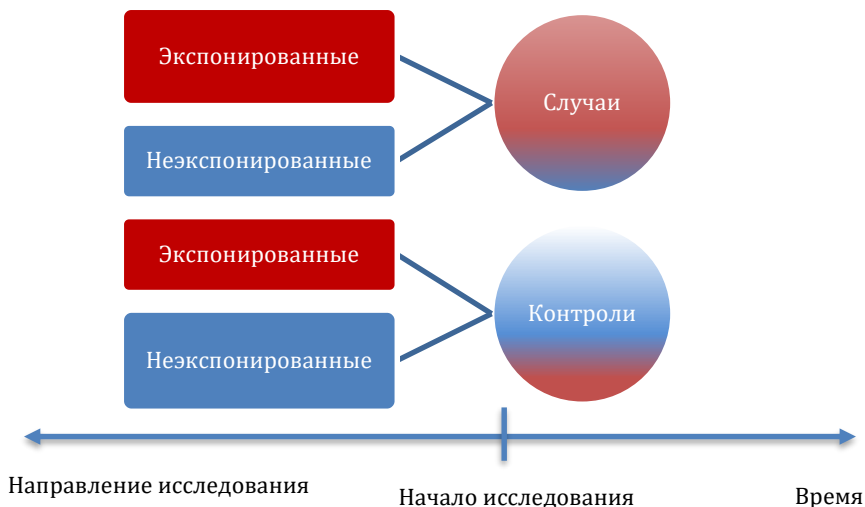 Экспонированные
Случаи
Неэкспонированные
Экспонированные
Контроли
Неэкспонированные
Направление исследования
Начало исследования
Время